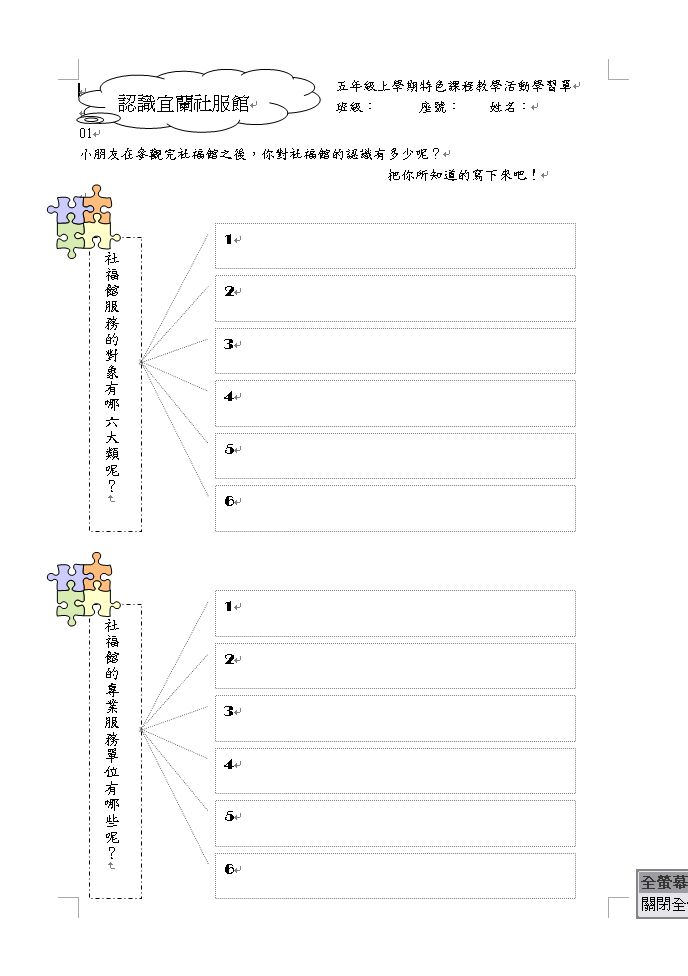 五年級上學期特色課程教學活動學習單
認識宜蘭社服館
班級：　　　座號：　　姓名：
01
小朋友在參觀完社福館之後，你對社福館的認識有多少呢？
把你所知道的寫下來吧！
社福館服務的對象有哪六大類呢？
1
2
3
4
5
6
社福館的專業服務單位有哪些呢？
1
2
3
4
5
6
全螢幕
關閉全